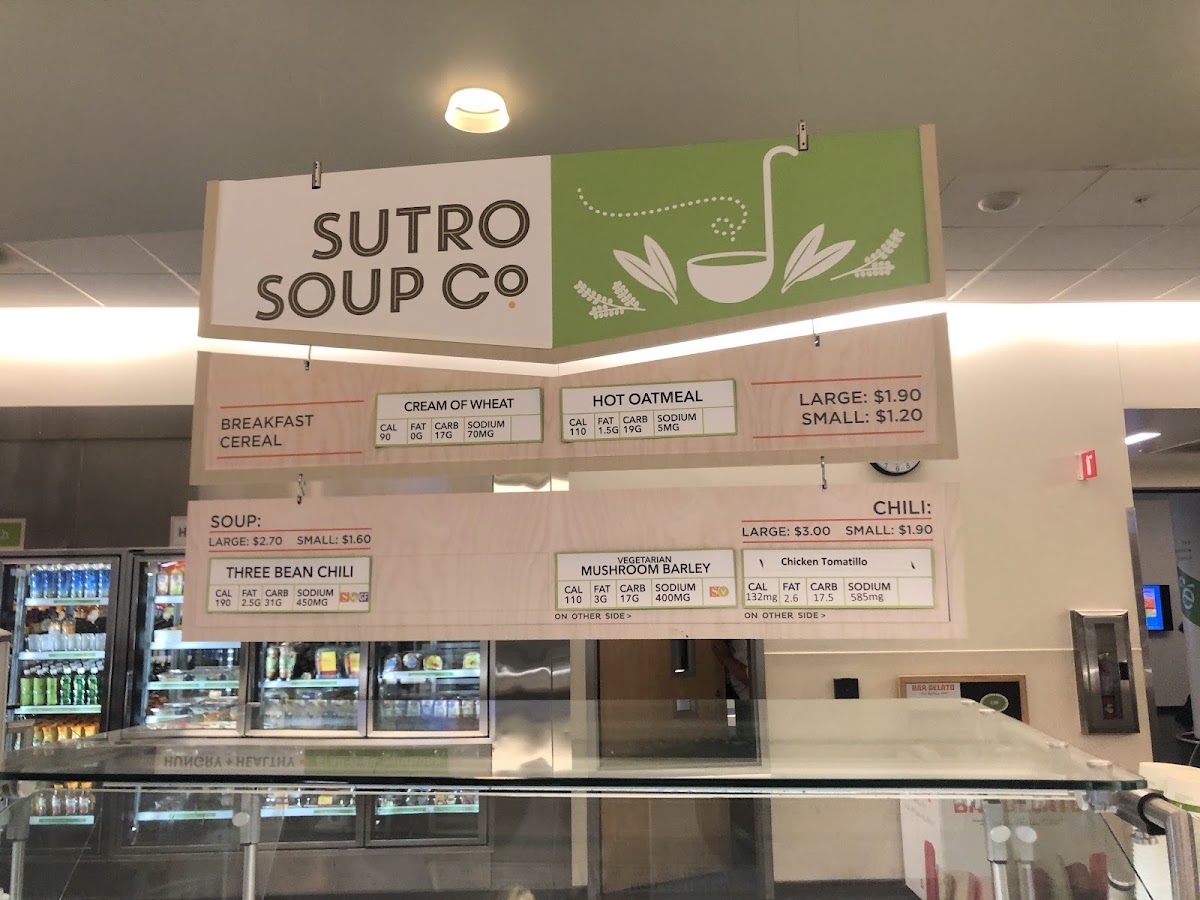 SUTRO
SOUP Co.
BREAKFAST
CEREAL
CREAM OF WHEAT
CAL FAT CARB SODIUM
90 0G 17G 70MG
HOT OATMEAL
CAL FAT CARB SODIUM
110 1.5G 19G 5MG
LARGE: $1.90
SMALL: $1.20
SOUP:
LARGE: $2.70 SMALL: $1.60
THREE BEAN CHILI
CAL FAT CARB SODIUM
190 2.5G 31G 450MG
VEGETARIAN
MUSHROOM BARLEY
CAL FAT CARB SODIUM
110 3G 17G 400MG
ON OTHER SIDE >
CHILI:
LARGE: $3.00 SMALL: $1.90
Chicken Tomatillo
CAL FAT CARB SODIUM
132mg 2.6 17.5 585mg
ON OTHER SIDE >
BAR GELATO
HUNGRY + HEALTHY